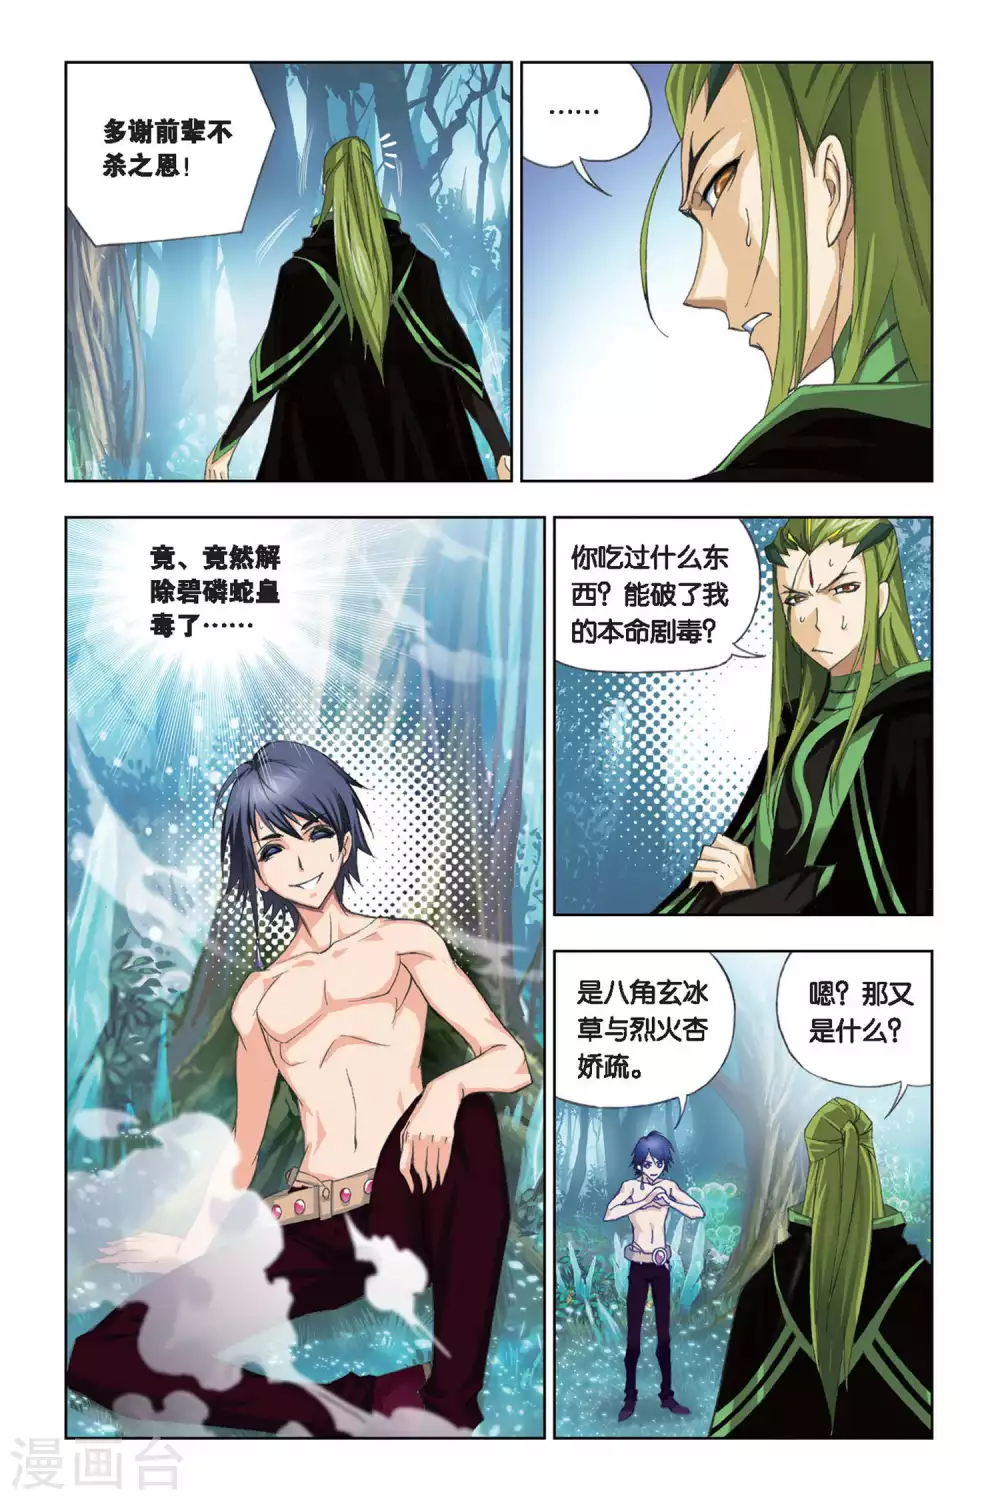 多谢前辈不
杀之恩！
……
竟、竟然解
除碧磷蛇皇
毒了……
你吃过什么东
西？能破了我
的本命剧毒？
是八角玄冰
草与烈火杏
娇疏。
嗯？那又
是什么？
漫画台